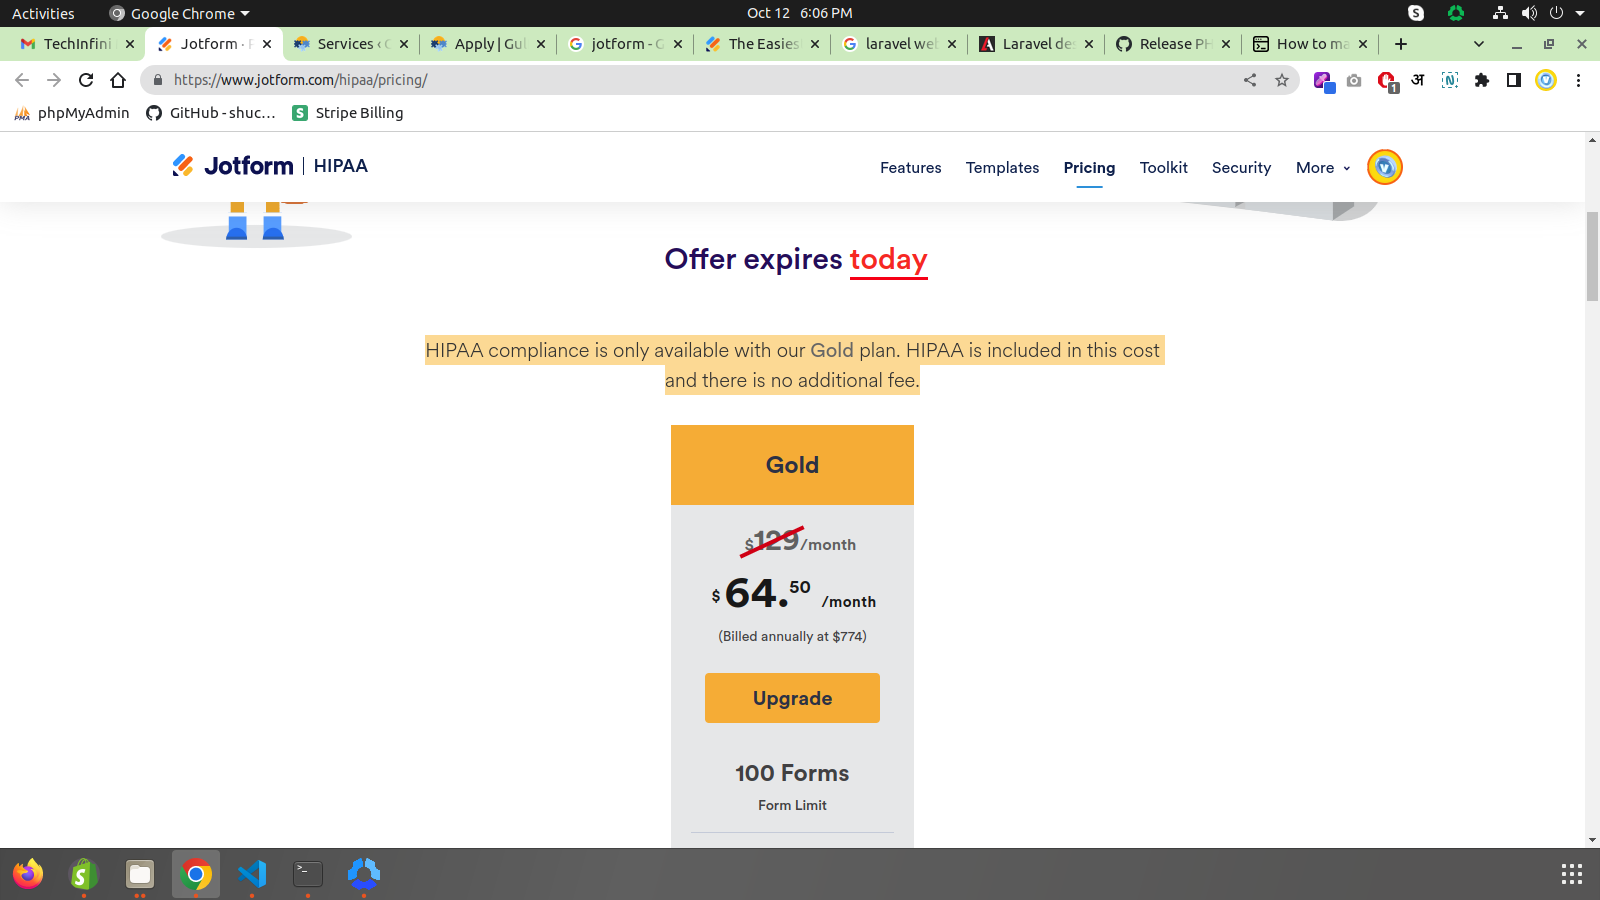 Activities
Google Chrome
Oct 12 6:06 PM
TechInfini
Jotform · P
Services ‹ G
Apply | Gul
jotform - G
The Easies
laravel web
Laravel des
Release PH
How to ma
https://www.jotform.com/hipaa/pricing/
1
phpMyAdmin
GitHub - shuc...
Stripe Billing
Jotform | HIPAA
Features
Templates
Pricing
Toolkit
Security
More
Offer expires today
HIPAA compliance is only available with our Gold plan. HIPAA is included in this cost
and there is no additional fee.
Gold
$129/month
$64.50 /month
(Billed annually at $774)
Upgrade
100 Forms
Form Limit